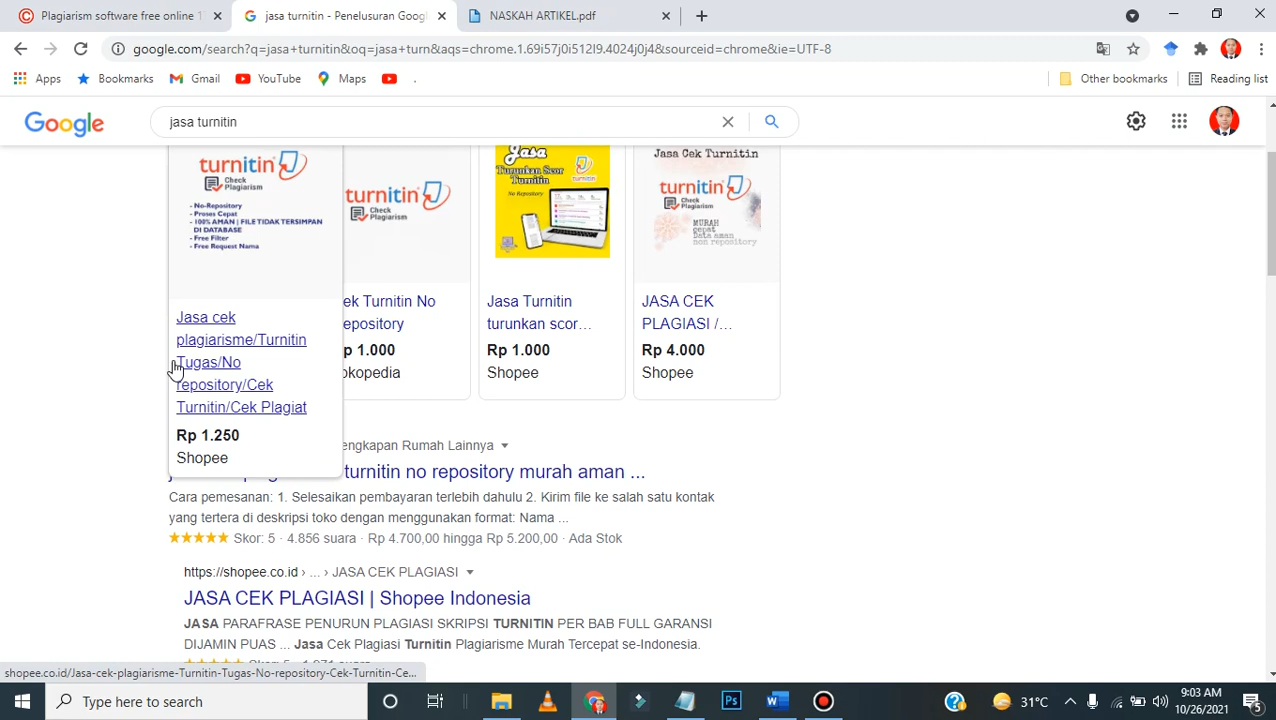 Plagiarism software free online T
jasa turnitin - Penelusuran Googl
NASKAH ARTIKEL.pdf
google.com/search?q=jasa+turnitin&oq=jasa+turn&aqs=chrome.1.69i57j0i512l9.4024j0j4&sourceid=chrome&ie=UTF-8
Apps Bookmarks Gmail YouTube Maps . Other bookmarks Reading list
Google jasa turnitin
turnitin
Check Plagiarism
- No-Repository
- Proses Cepat
- 100% AMAN | FILE TIDAK TERSIMPAN
DI DATABASE
- Free Filter
- Free Request Nama
Jasa cek
plagiarisme/Turnitin
Tugas/No
repository/Cek
Turnitin/Cek Plagiat
Rp 1.250
Shopee
turnitin
Check Plagiarism
ek Turnitin No
epository
p 1.000
okopedia
Jasa
Turunkan Scor
Turnitin
No Repository
Jasa Turnitin
turunkan scor...
Rp 1.000
Shopee
Jasa Cek Turnitin
turnitin
Check Plagiarism
MURAH
cepat
Data aman
non repository
JASA CEK
PLAGIASI /...
Rp 4.000
Shopee
engkapan Rumah Lainnya
turnitin no repository murah aman ...
Cara pemesanan: 1. Selesaikan pembayaran terlebih dahulu 2. Kirim file ke salah satu kontak
yang tertera di deskripsi toko dengan menggunakan format: Nama ...
Skor: 5 · 4.856 suara · Rp 4.700,00 hingga Rp 5.200,00 · Ada Stok
https://shopee.co.id › ... › JASA CEK PLAGIASI
JASA CEK PLAGIASI | Shopee Indonesia
JASA PARAFRASE PENURUN PLAGIASI SKRIPSI TURNITIN PER BAB FULL GARANSI
DIJAMIN PUAS ... Jasa Cek Plagiasi Turnitin Plagiarisme Murah Tercepat se-Indonesia.
shopee.co.id/Jasa-cek-plagiarisme-Turnitin-Tugas-No-repository-Cek-Turnitin-Ce...
Type here to search
31°C
9:03 AM
10/26/2021
5